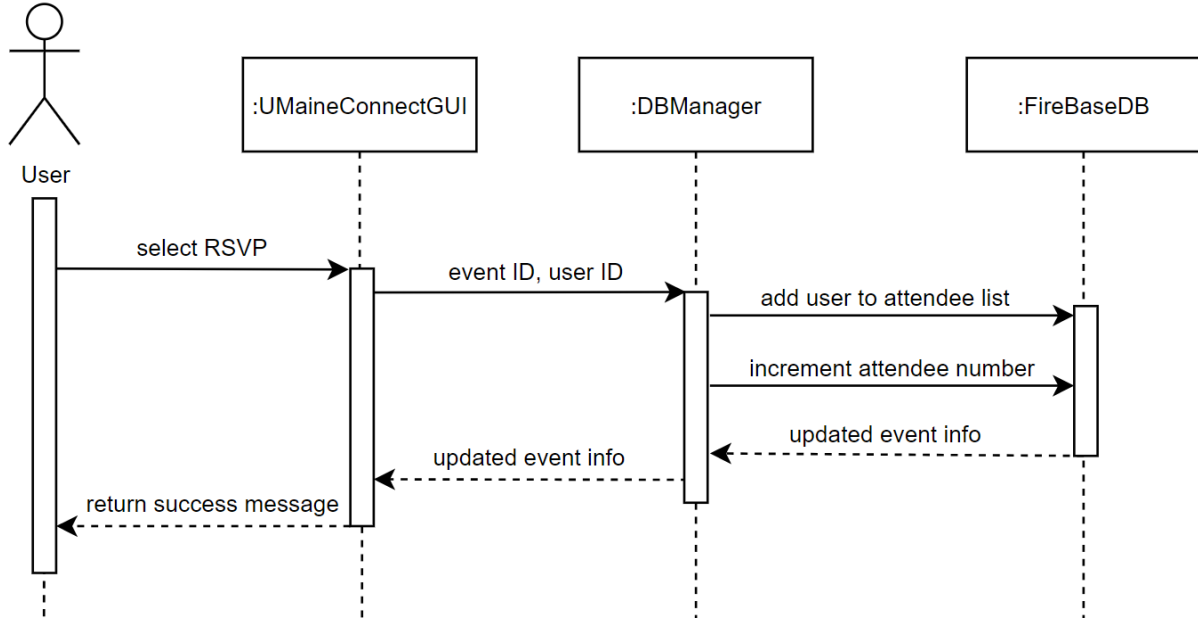 :UMaineConnectGUI
:DBManager
:FireBaseDB
User
select RSVP
event ID, user ID
add user to attendee list
increment attendee number
updated event info
updated event info
return success message